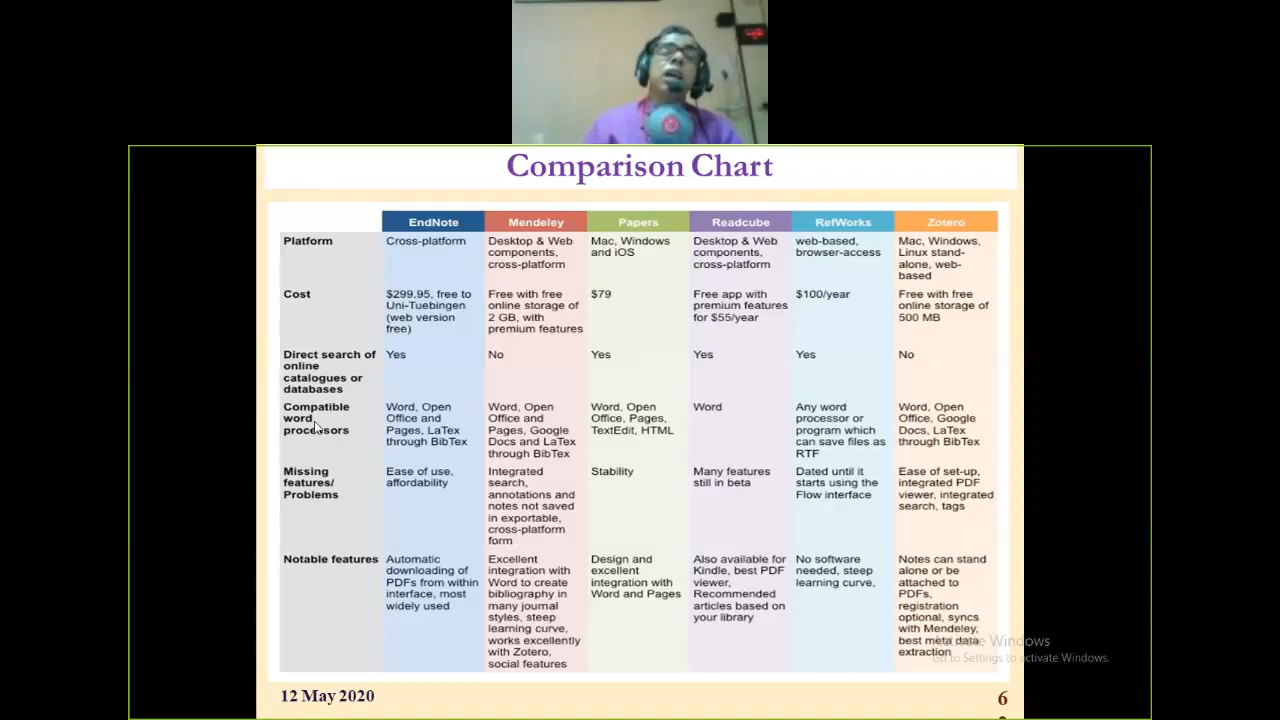 Comparison Chart
EndNote Mendeley Papers Readcube RefWorks Zotero
Platform
Cross-platform
Desktop & Web
components,
cross-platform
Mac, Windows
and iOS
Desktop & Web
components,
cross-platform
web-based,
browser-access
Mac, Windows,
Linux stand-
alone, web-
based
Cost
$299.95, free to
Uni-Tuebingen
(web version
free)
Free with free
online storage of
2 GB, with
premium features
$79
Free app with
premium features
for $55/year
$100/year
Free with free
online storage of
500 MB
Direct search of
online
catalogues or
databases
Yes
No
Yes
Yes
Yes
No
Compatible
word
processors
Word, Open
Office and
Pages, LaTex
through BibTex
Word, Open
Office and
Pages, Google
Docs and LaTex
through BibTex
Word, Open
Office, Pages,
TextEdit, HTML
Word
Any word
processor or
program which
can save files as
RTF
Word, Open
Office, Google
Docs, LaTex
through BibTex
Missing
features/
Problems
Ease of use,
affordability
Integrated
search,
annotations and
notes not saved
in exportable,
cross-platform
form
Stability
Many features
still in beta
Dated until it
starts using the
Flow interface
Ease of set-up,
integrated PDF
viewer, integrated
search, tags
Notable features
Automatic
downloading of
PDFs from within
interface, most
widely used
Excellent
integration with
Word to create
bibliography in
many journal
styles, steep
learning curve,
works excellently
with Zotero,
social features
Design and
excellent
integration with
Word and Pages
Also available for
Kindle, best PDF
viewer,
Recommended
articles based on
your library
No software
needed, steep
learning curve,
Notes can stand
alone or be
attached to
PDFs,
registration
optional, syncs
with Mendeley,
best meta data
extraction
Activate Windows
Go to Settings to activate Windows.
12 May 2020
6